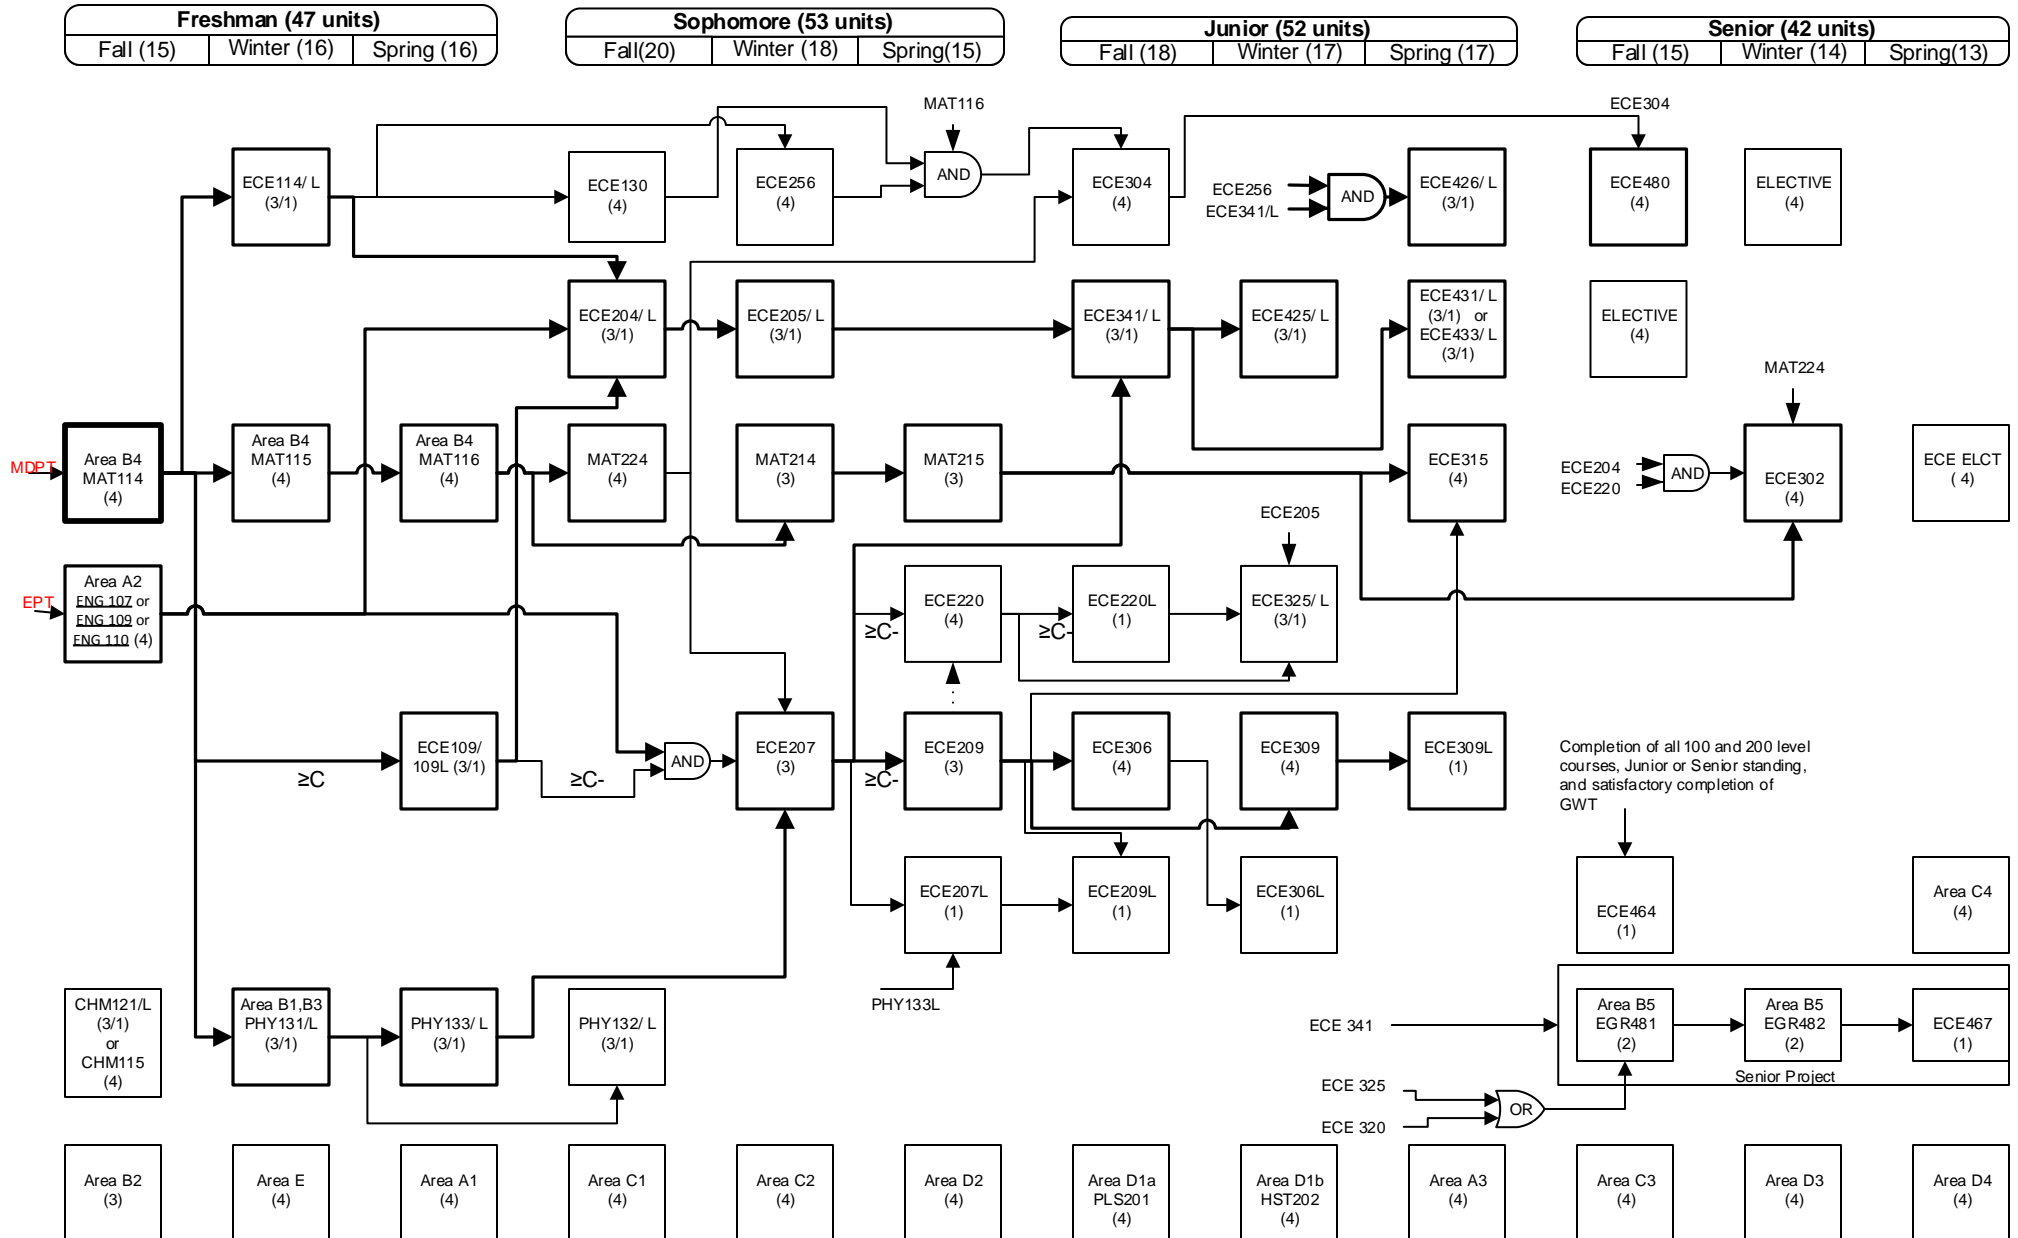 Freshman (47 units)
Fall (15)
Winter (16)
Spring (16)
Sophomore (53 units)
Fall(20)
Winter (18)
Spring(15)
Junior (52 units)
Fall (18)
Winter (17)
Spring (17)
Senior (42 units)
Fall (15)
Winter (14)
Spring(13)
MAT116
ECE304
ECE114/ L
(3/1)
ECE130
(4)
ECE256
(4)
AND
ECE304
(4)
ECE256
ECE341/L
AND
ECE426/ L
(3/1)
ECE480
(4)
ELECTIVE
(4)
ECE204/ L
(3/1)
ECE205/ L
(3/1)
ECE341/ L
(3/1)
ECE425/ L
(3/1)
ECE431/ L
(3/1) or
ECE433/ L
(3/1)
ELECTIVE
(4)
MAT224
MDPT
Area B4
MAT114
(4)
Area B4
MAT115
(4)
Area B4
MAT116
(4)
MAT224
(4)
MAT214
(3)
MAT215
(3)
ECE315
(4)
ECE204
ECE220
AND
ECE302
(4)
ECE ELCT
( 4)
ECE205
EPT
Area A2
ENG 107 or
ENG 109 or
ENG 110 (4)
≥C-
ECE220
(4)
≥C-
ECE220L
(1)
ECE325/ L
(3/1)
≥C
ECE109/
109L (3/1)
≥C-
AND
ECE207
(3)
≥C-
ECE209
(3)
ECE306
(4)
ECE309
(4)
ECE309L
(1)
Completion of all 100 and 200 level
courses, Junior or Senior standing,
and satisfactory completion of
GWT
ECE207L
(1)
ECE209L
(1)
ECE306L
(1)
ECE464
(1)
Area C4
(4)
PHY133L
CHM121/L
(3/1)
or
CHM115
(4)
Area B1,B3
PHY131/L
(3/1)
PHY133/ L
(3/1)
PHY132/ L
(3/1)
ECE 341
Area B5
EGR481
(2)
Area B5
EGR482
(2)
ECE467
(1)
Senior Project
ECE 325
ECE 320
OR
Area B2
(3)
Area E
(4)
Area A1
(4)
Area C1
(4)
Area C2
(4)
Area D2
(4)
Area D1a
PLS201
(4)
Area D1b
HST202
(4)
Area A3
(4)
Area C3
(4)
Area D3
(4)
Area D4
(4)